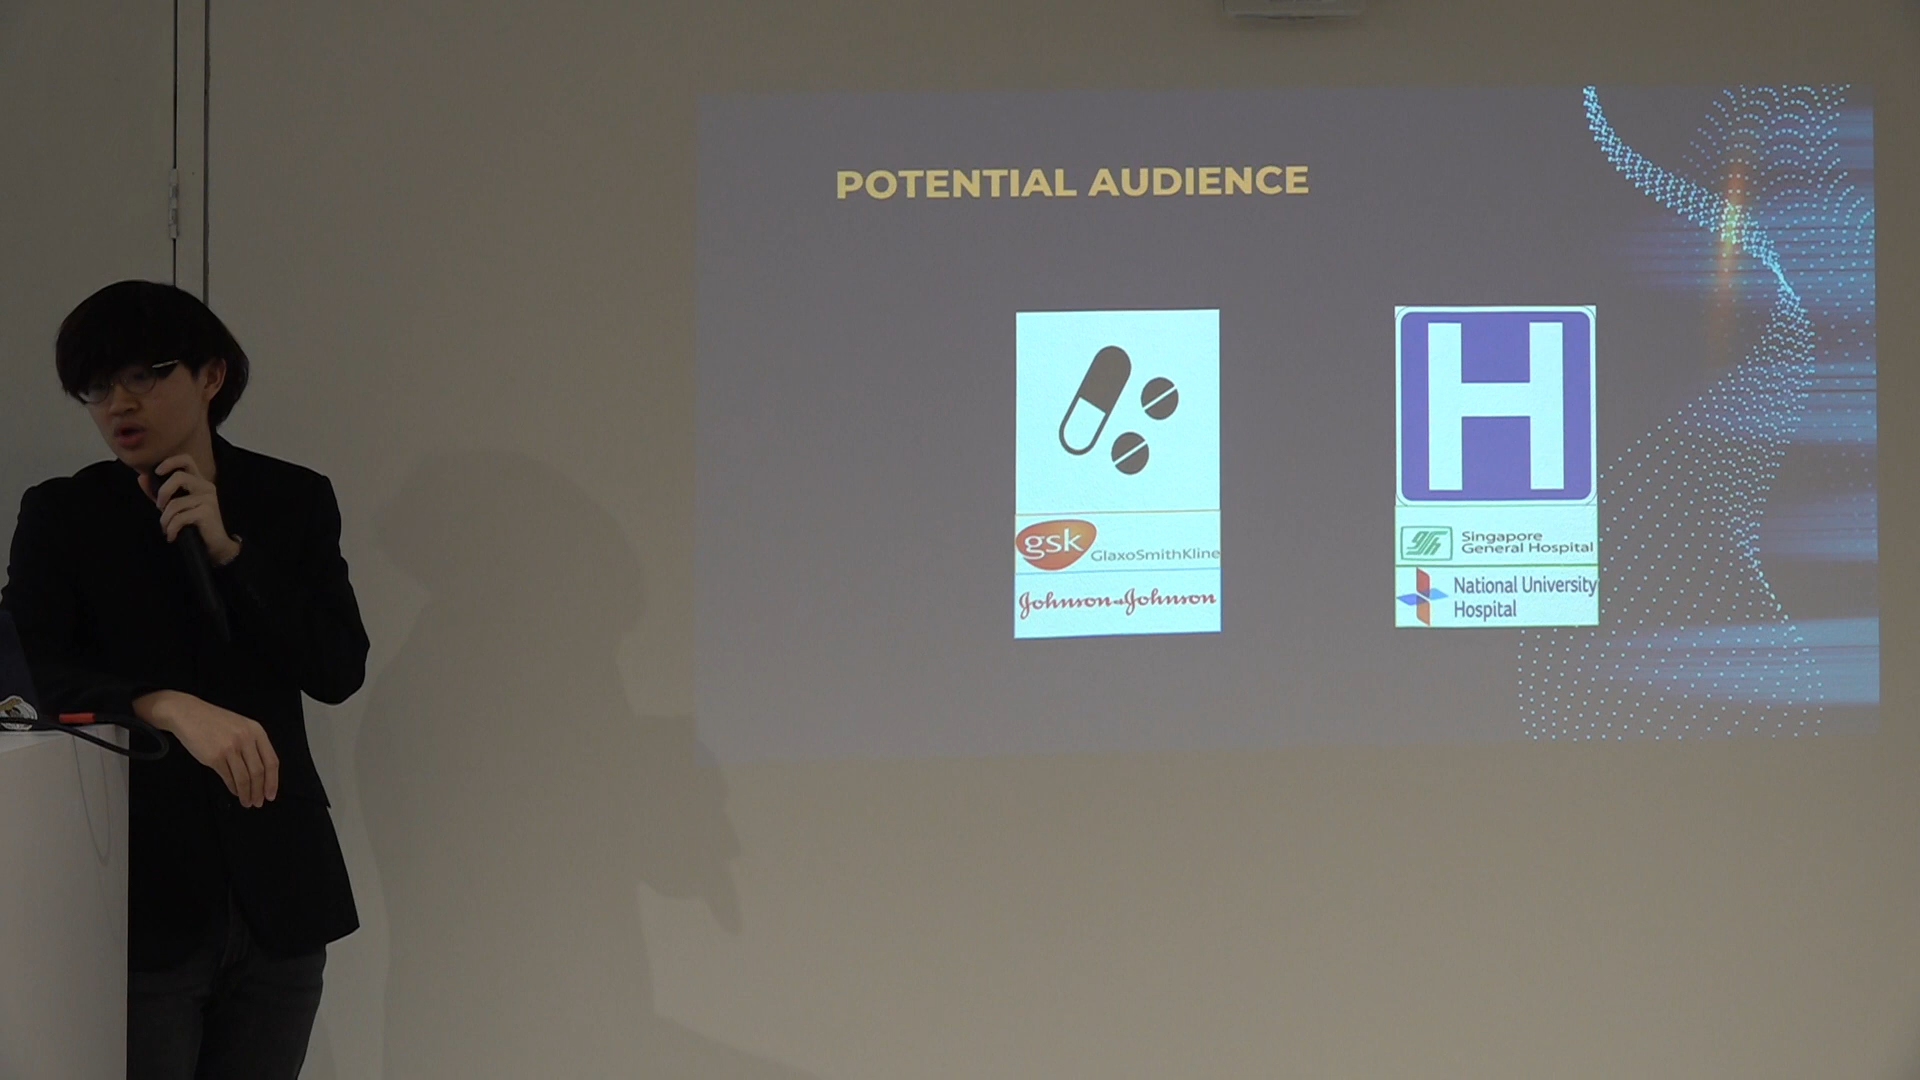 POTENTIAL AUDIENCE
gsk
GlaxoSmithKline
Johnson & Johnson
H
Singapore
General Hospital
National University
Hospital